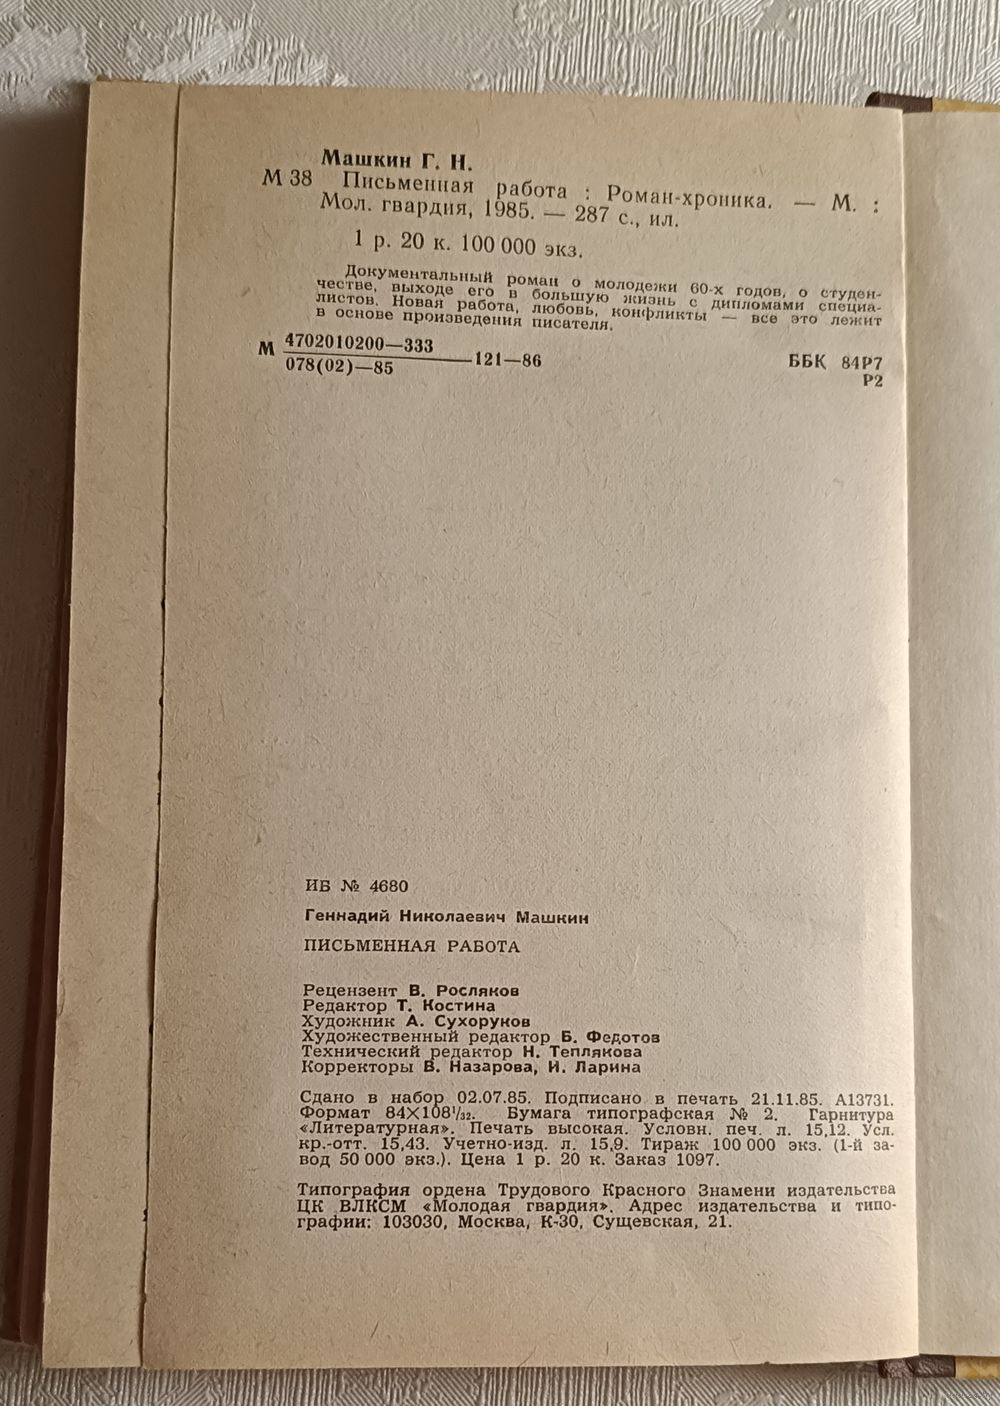 Машкин Г. Н.
М 38 Письменная работа : Роман-хроника. — М. :
Мол. гвардия, 1985. — 287 с., ил.
1 р. 20 к. 100 000 экз.
Документальный роман о молодежи 60-х годов, о студен-
честве, выходе его в большую жизнь с дипломами специа-
листов. Новая работа, любовь, конфликты — все это лежит
в основе произведения писателя.
М 4702010200—333
078(02)—85 —121—86
ББК 84Р7
Р2
ИБ № 4680
Геннадий Николаевич Машкин
ПИСЬМЕННАЯ РАБОТА
Рецензент В. Росляков
Редактор Т. Костина
Художник А. Сухоруков
Художественный редактор Б. Федотов
Технический редактор Н. Теплякова
Корректоры В. Назарова, И. Ларина
Сдано в набор 02.07.85. Подписано в печать 21.11.85. А13731.
Формат 84×108¹/₃₂. Бумага типографская № 2. Гарнитура
«Литературная». Печать высокая. Условн. печ. л. 15,12. Усл.
кр.-отт. 15,43. Учетно-изд. л. 15,9. Тираж 100 000 экз. (1-й за-
вод 50 000 экз.). Цена 1 р. 20 к. Заказ 1097.
Типография ордена Трудового Красного Знамени издательства
ЦК ВЛКСМ «Молодая гвардия». Адрес издательства и типо-
графии: 103030, Москва, К-30, Сущевская, 21.